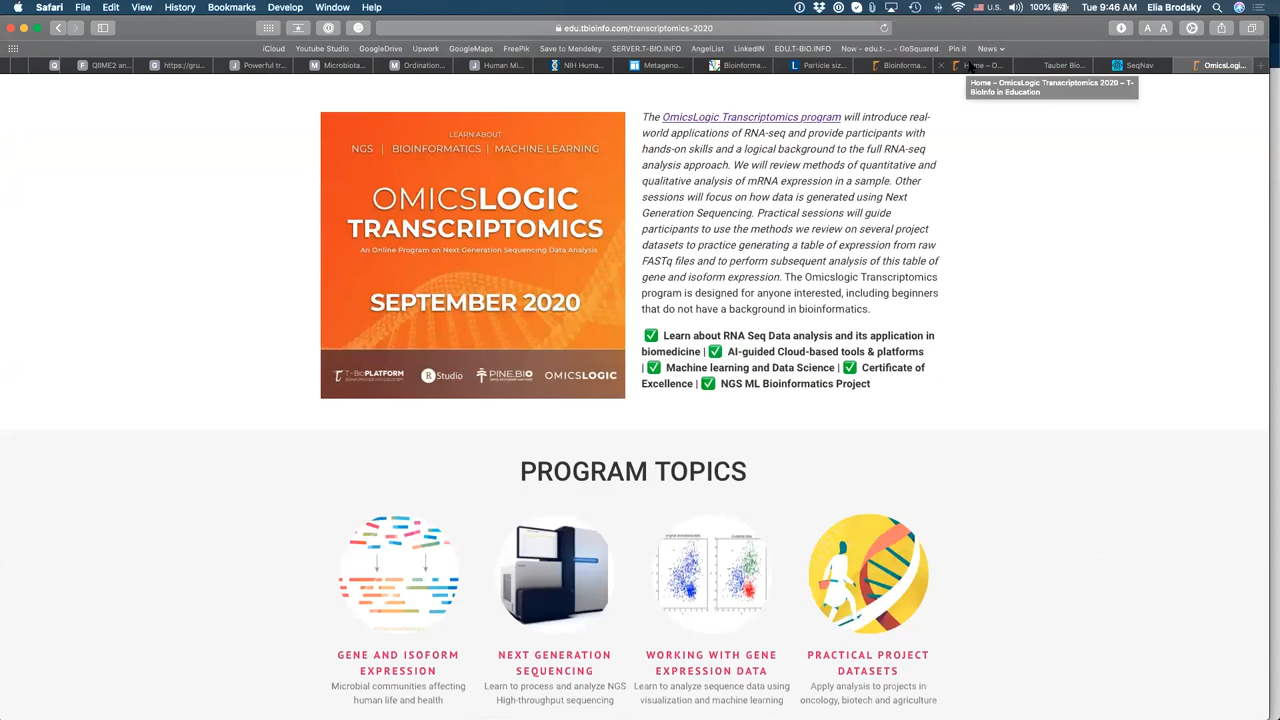 Safari File Edit View History Bookmarks Develop Window Help
U.S. 100% Tue 9:46 AM Elia Brodsky
edu.tbioinfo.com/transcriptomics-2020
A A
iCloud Youtube Studio GoogleDrive Upwork GoogleMaps FreePik Save to Mendeley SERVER.T-BIO.INFO AngelList LinkedIN EDU.T-BIO.INFO Now - edu.t-... - GoSquared Pin it News
QIIME2 an... https://gru... Powerful tr... Microbiota... Ordination... Human Mi... NIH Huma... Metageno... Bioinforma... Particle siz... Bioinforma... Home – O... Tauber Bio... SeqNav OmicsLogi...
Home – OmicsLogic Transcriptomics 2020 – T-
BioInfo in Education
LEARN ABOUT
NGS | BIOINFORMATICS | MACHINE LEARNING
OMICSLOGIC
TRANSCRIPTOMICS
An Online Program on Next Generation Sequencing Data Analysis
SEPTEMBER 2020
T-BIOPLATFORM
R Studio
PINE.BIO
OMICSLOGIC
The OmicsLogic Transcriptomics program will introduce real-
world applications of RNA-seq and provide participants with
hands-on skills and a logical background to the full RNA-seq
analysis approach. We will review methods of quantitative and
qualitative analysis of mRNA expression in a sample. Other
sessions will focus on how data is generated using Next
Generation Sequencing. Practical sessions will guide
participants to use the methods we review on several project
datasets to practice generating a table of expression from raw
FASTq files and to perform subsequent analysis of this table of
gene and isoform expression. The Omicslogic Transcriptomics
program is designed for anyone interested, including beginners
that do not have a background in bioinformatics.
✅ Learn about RNA Seq Data analysis and its application in
biomedicine | ✅ AI-guided Cloud-based tools & platforms
| ✅ Machine learning and Data Science | ✅ Certificate of
Excellence | ✅ NGS ML Bioinformatics Project
PROGRAM TOPICS
GENE AND ISOFORM
EXPRESSION
Microbial communities affecting
human life and health
NEXT GENERATION
SEQUENCING
Learn to process and analyze NGS
High-throughput sequencing
WORKING WITH GENE
EXPRESSION DATA
Learn to analyze sequence data using
visualization and machine learning
PRACTICAL PROJECT
DATASETS
Apply analysis to projects in
oncology, biotech and agriculture